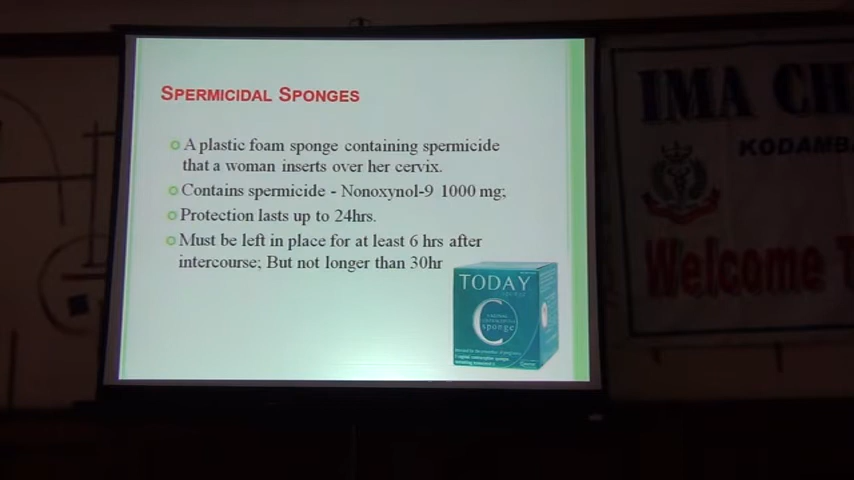 SPERMICIDAL SPONGES
A plastic foam sponge containing spermicide
that a woman inserts over her cervix.
Contains spermicide - Nonoxynol-9 1000 mg;
Protection lasts up to 24hrs.
Must be left in place for at least 6 hrs after
intercourse; But not longer than 30hr
TODAY
sponge
IMA CH
KODAMBA
Welcome T